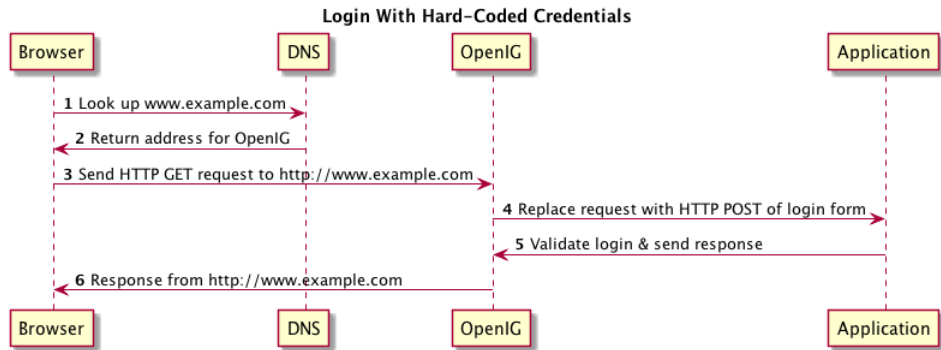 Login With Hard-Coded Credentials
Browser DNS OpenIG Application
1 Look up www.example.com
2 Return address for OpenIG
3 Send HTTP GET request to http://www.example.com
4 Replace request with HTTP POST of login form
5 Validate login & send response
6 Response from http://www.example.com
Browser DNS OpenIG Application